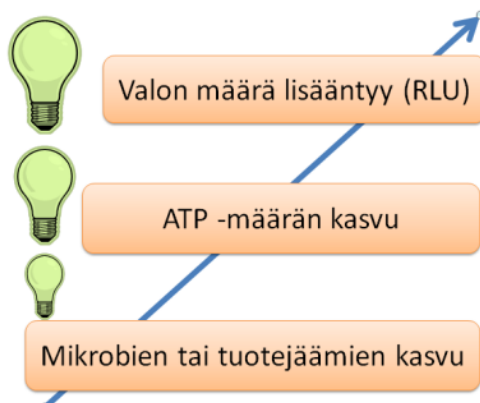 Valon määrä lisääntyy (RLU)
ATP -määrän kasvu
Mikrobien tai tuotejäämien kasvu